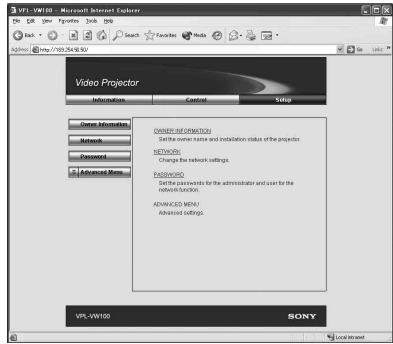 VPL-VW100 - Microsoft Internet Explorer
File Edit View Favorites Tools Help
Back Search Favorites Media
Address http://169.254.50.50/ Go Links »
Video Projector
Information Control Setup
Owner Information
Network
Password
Advanced Menu
OWNER INFORMATION
Set the owner name and installation status of the projector.
NETWORK
Change the network settings.
PASSWORD
Set the passwords for the administrator and user for the
network function.
ADVANCED MENU
Advanced settings.
VPL-VW100 SONY
Local intranet